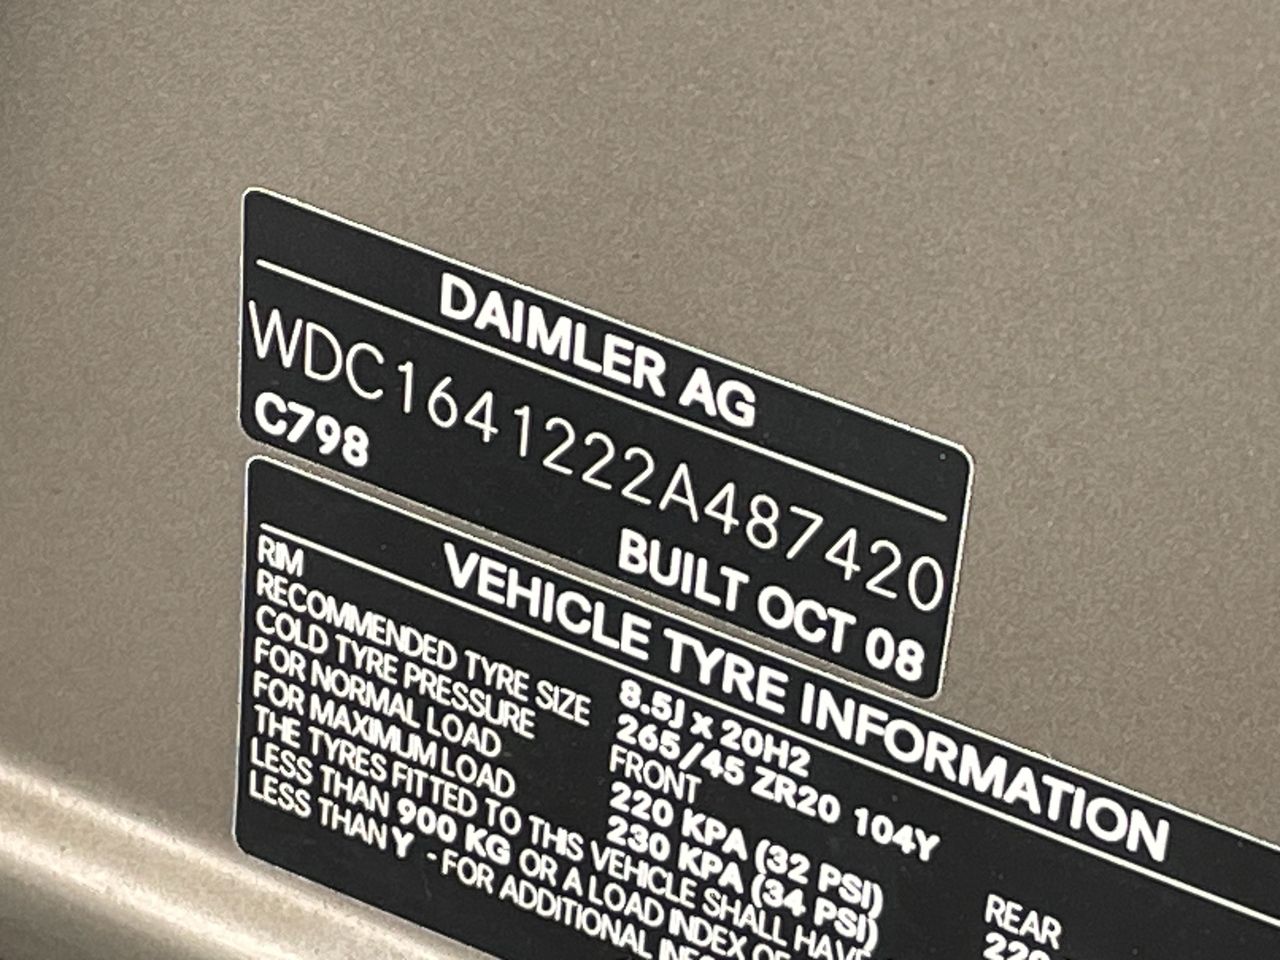 DAIMLER AG
WDC1641222A487420
C798
BUILT OCT 08
VEHICLE TYRE INFORMATION
RIM 8.5J x 20H2
RECOMMENDED TYRE SIZE 265/45 ZR20 104Y
COLD TYRE PRESSURE FRONT REAR
FOR NORMAL LOAD 220 KPA (32 PSI)
FOR MAXIMUM LOAD 230 KPA (34 PSI)
THE TYRES FITTED TO THIS VEHICLE SHALL HAVE
LESS THAN 900 KG OR A LOAD INDEX OF
LESS THAN Y - FOR ADDITIONAL